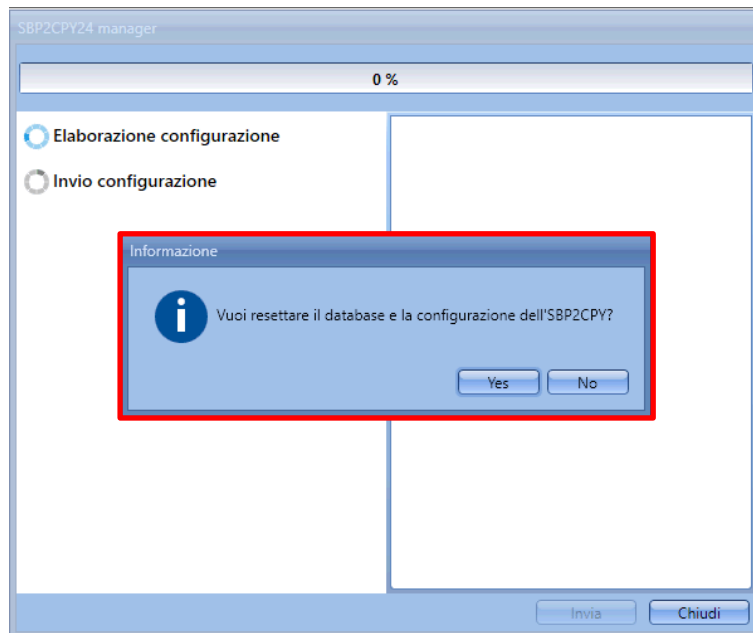 SBP2CPY24 manager
0 %
Elaborazione configurazione
Invio configurazione
Informazione
Vuoi resettare il database e la configurazione dell'SBP2CPY?
Yes No
Invia Chiudi